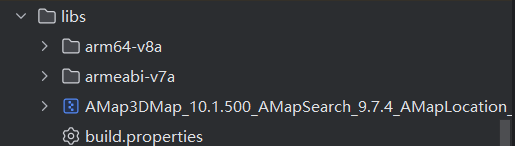 libs
arm64-v8a
armeabi-v7a
AMap3DMap_10.1.500_AMapSearch_9.7.4_AMapLocation_
build.properties